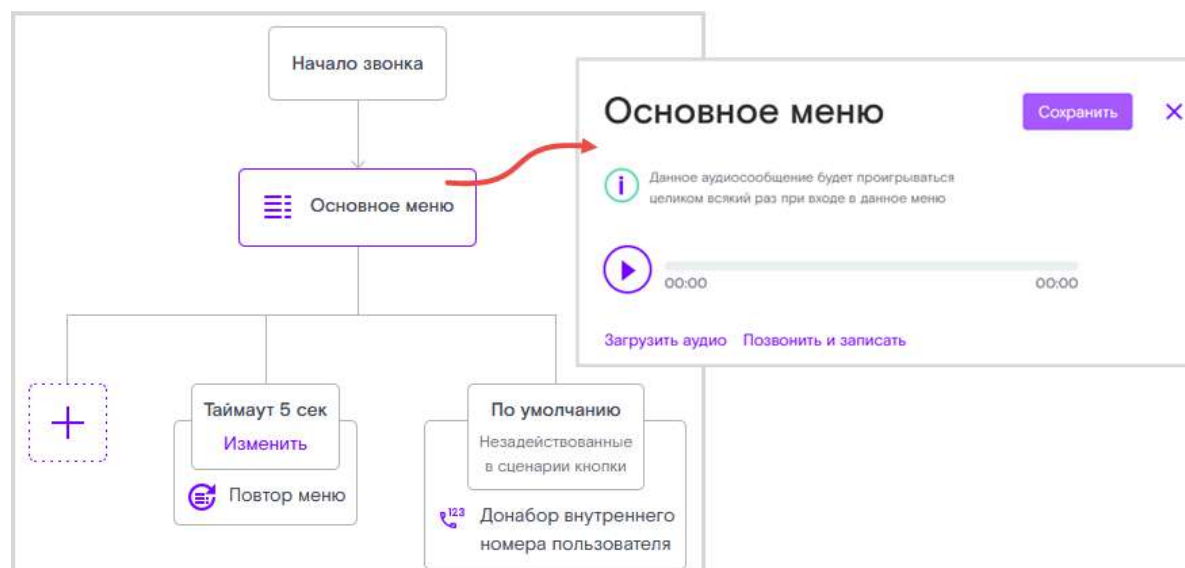 Начало звонка
Основное меню
Таймаут 5 сек
Изменить
Повтор меню
По умолчанию
Незадействованные
в сценарии кнопки
123
Донабор внутреннего
номера пользователя
Основное меню
Сохранить
Данное аудиосообщение будет проигрываться
целиком всякий раз при входе в данное меню
00:00
00:00
Загрузить аудио Позвонить и записать